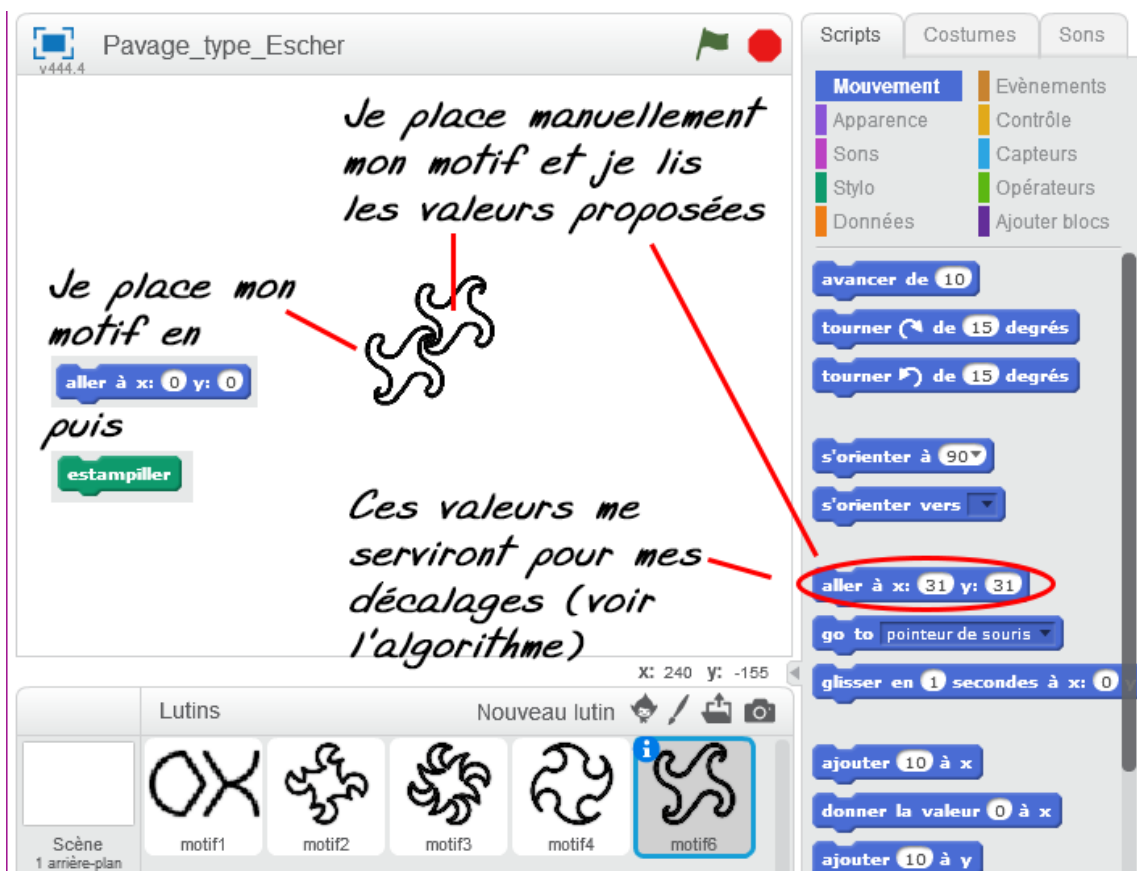 Pavage_type_Escher
v444.4
Je place manuellement
mon motif et je lis
les valeurs proposées
Je place mon
motif en
aller à x: 0 y: 0
puis
estampiller
Ces valeurs me
serviront pour mes
décalages (voir
l'algorithme)
x: 240 y: -155
Lutins
Nouveau lutin
Scène
1 arrière-plan
motif1
motif2
motif3
motif4
motif6
Scripts
Costumes
Sons
Mouvement
Evènements
Apparence
Contrôle
Sons
Capteurs
Stylo
Opérateurs
Données
Ajouter blocs
avancer de 10
tourner de 15 degrés
tourner de 15 degrés
s'orienter à 90
s'orienter vers
aller à x: 31 y: 31
go to pointeur de souris
glisser en 1 secondes à x: 0 y
ajouter 10 à x
donner la valeur 0 à x
ajouter 10 à y